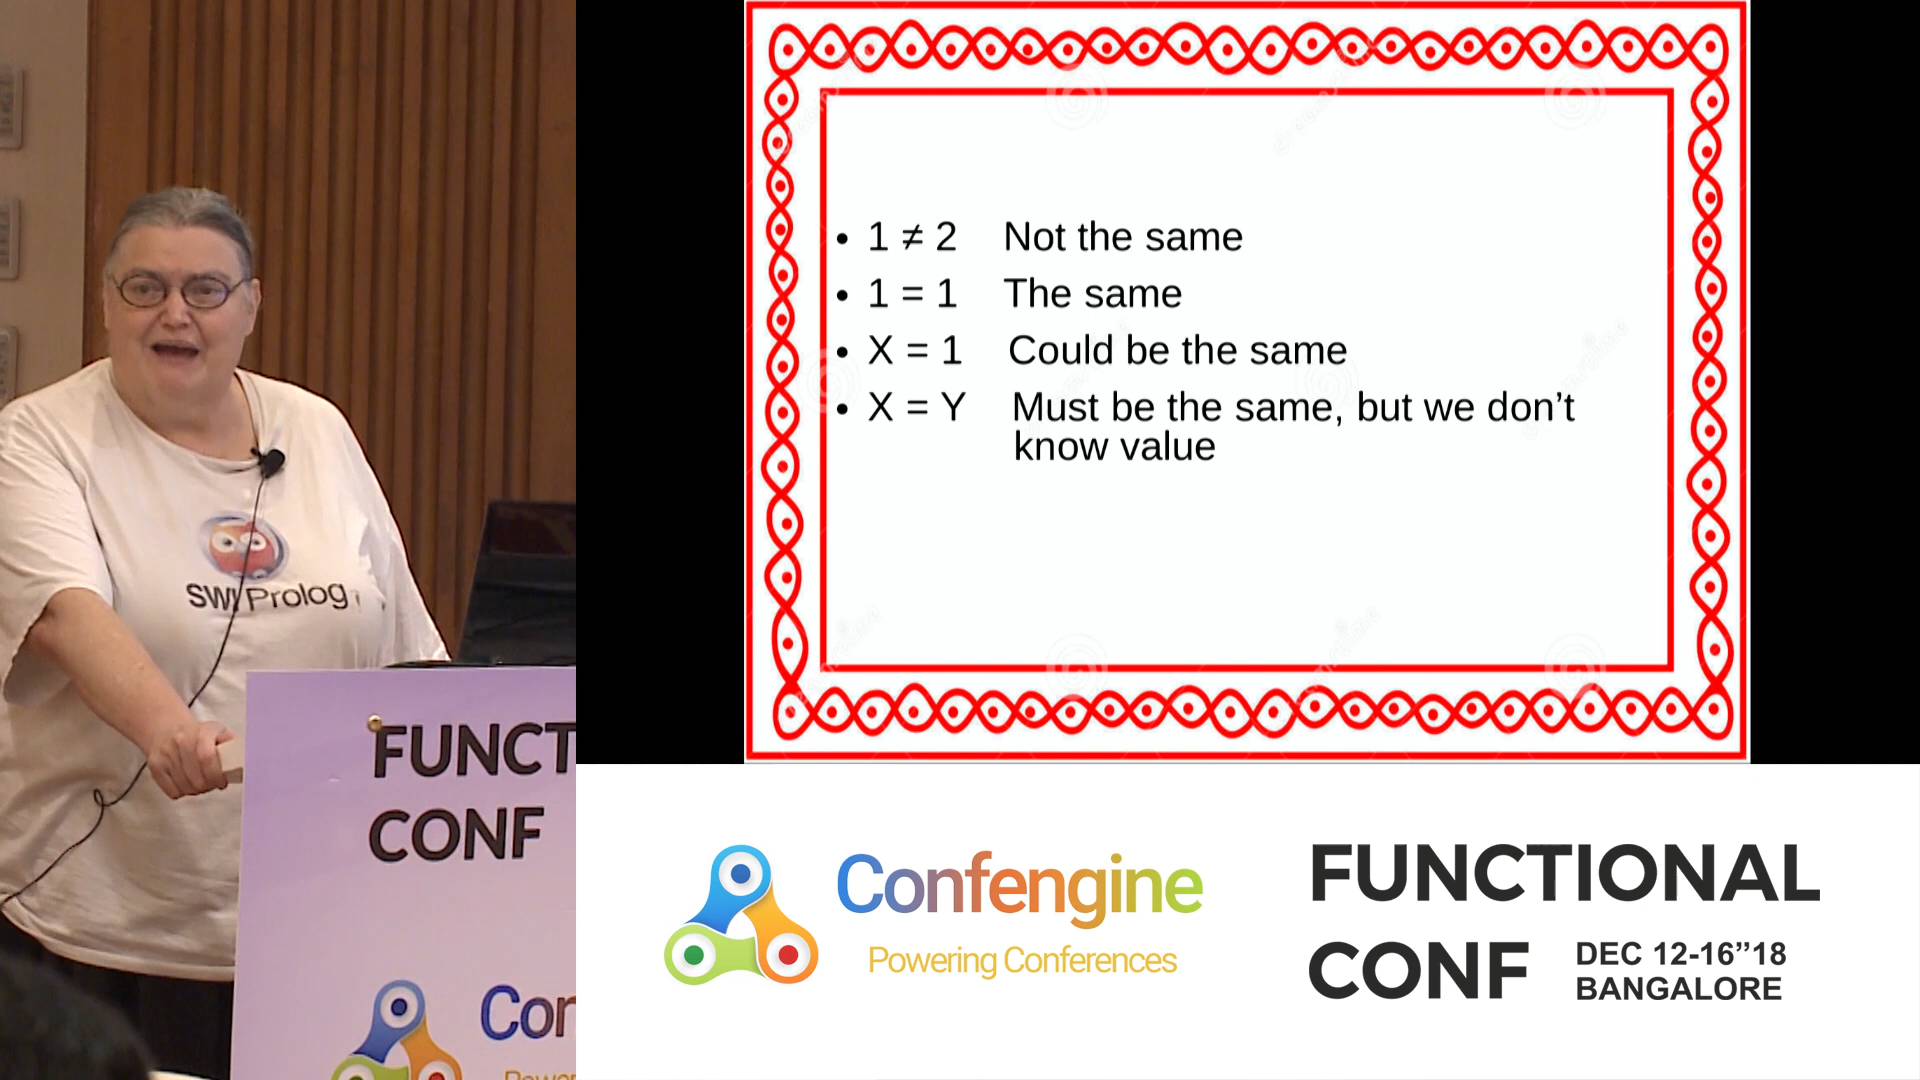 • 1 ≠ 2 Not the same
• 1 = 1 The same
• X = 1 Could be the same
• X = Y Must be the same, but we don’t
know value
SWI Prolog
FUNCT
CONF
Con
Confengine
Powering Conferences
FUNCTIONAL
CONF
DEC 12-16”18
BANGALORE